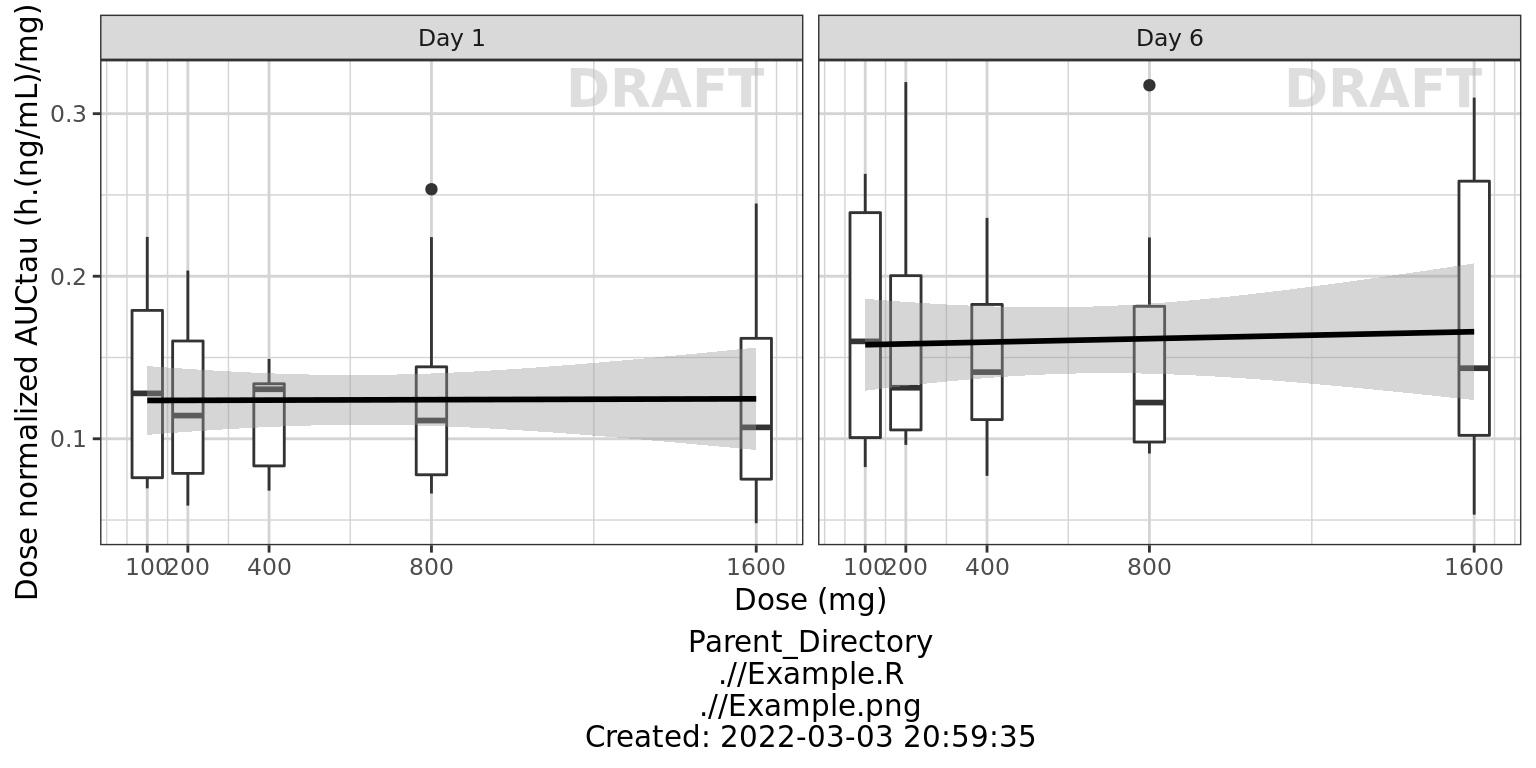 Dose normalized AUCtau (h.(ng/mL)/mg)
Day 1
Day 6
DRAFT
DRAFT
0.3
0.2
0.1
100
200
400
800
1600
100
200
400
800
1600
Dose (mg)
Parent_Directory
.//Example.R
.//Example.png
Created: 2022-03-03 20:59:35